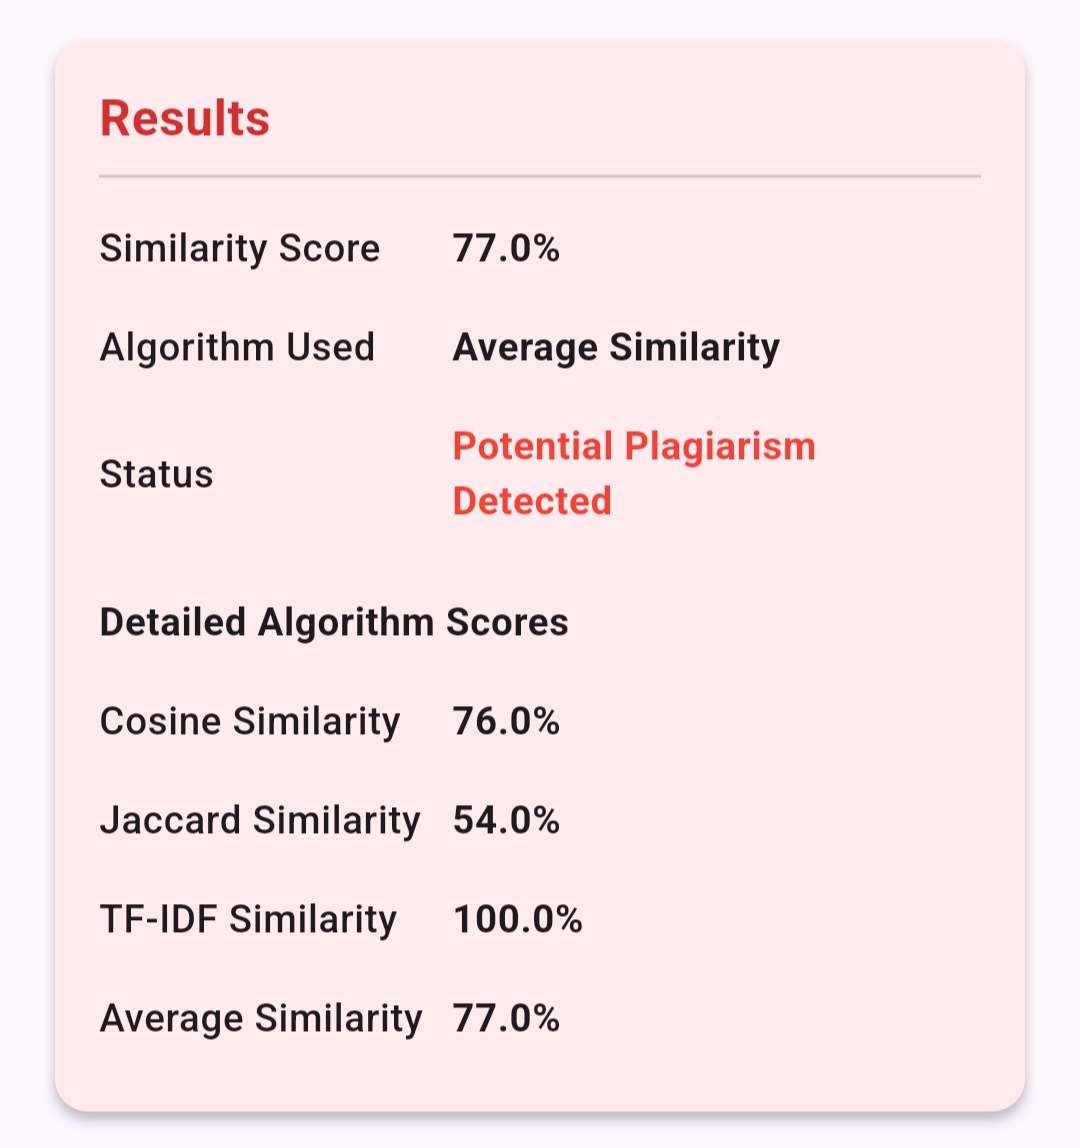 Results
Similarity Score 77.0%
Algorithm Used Average Similarity
Status Potential Plagiarism
Detected
Detailed Algorithm Scores
Cosine Similarity 76.0%
Jaccard Similarity 54.0%
TF-IDF Similarity 100.0%
Average Similarity 77.0%